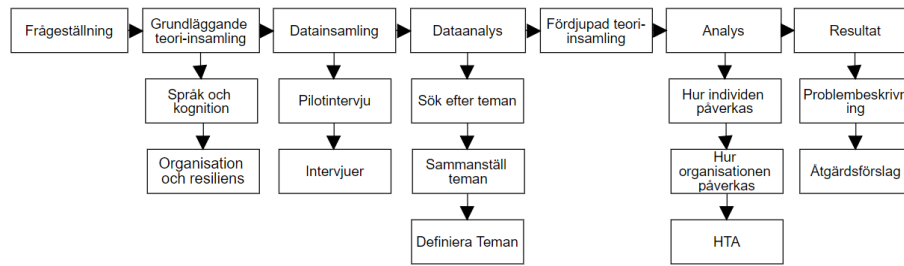 Frågeställning
Grundläggande
teori-insamling
Datainsamling
Dataanalys
Fördjupad teori-
insamling
Analys
Resultat
Språk och
kognition
Pilotintervju
Sök efter teman
Hur individen
påverkas
Problembeskrivn
ing
Organisation
och resiliens
Intervjuer
Sammanställ
teman
Hur
organisationen
påverkas
Åtgärdsförslag
Definiera Teman
HTA